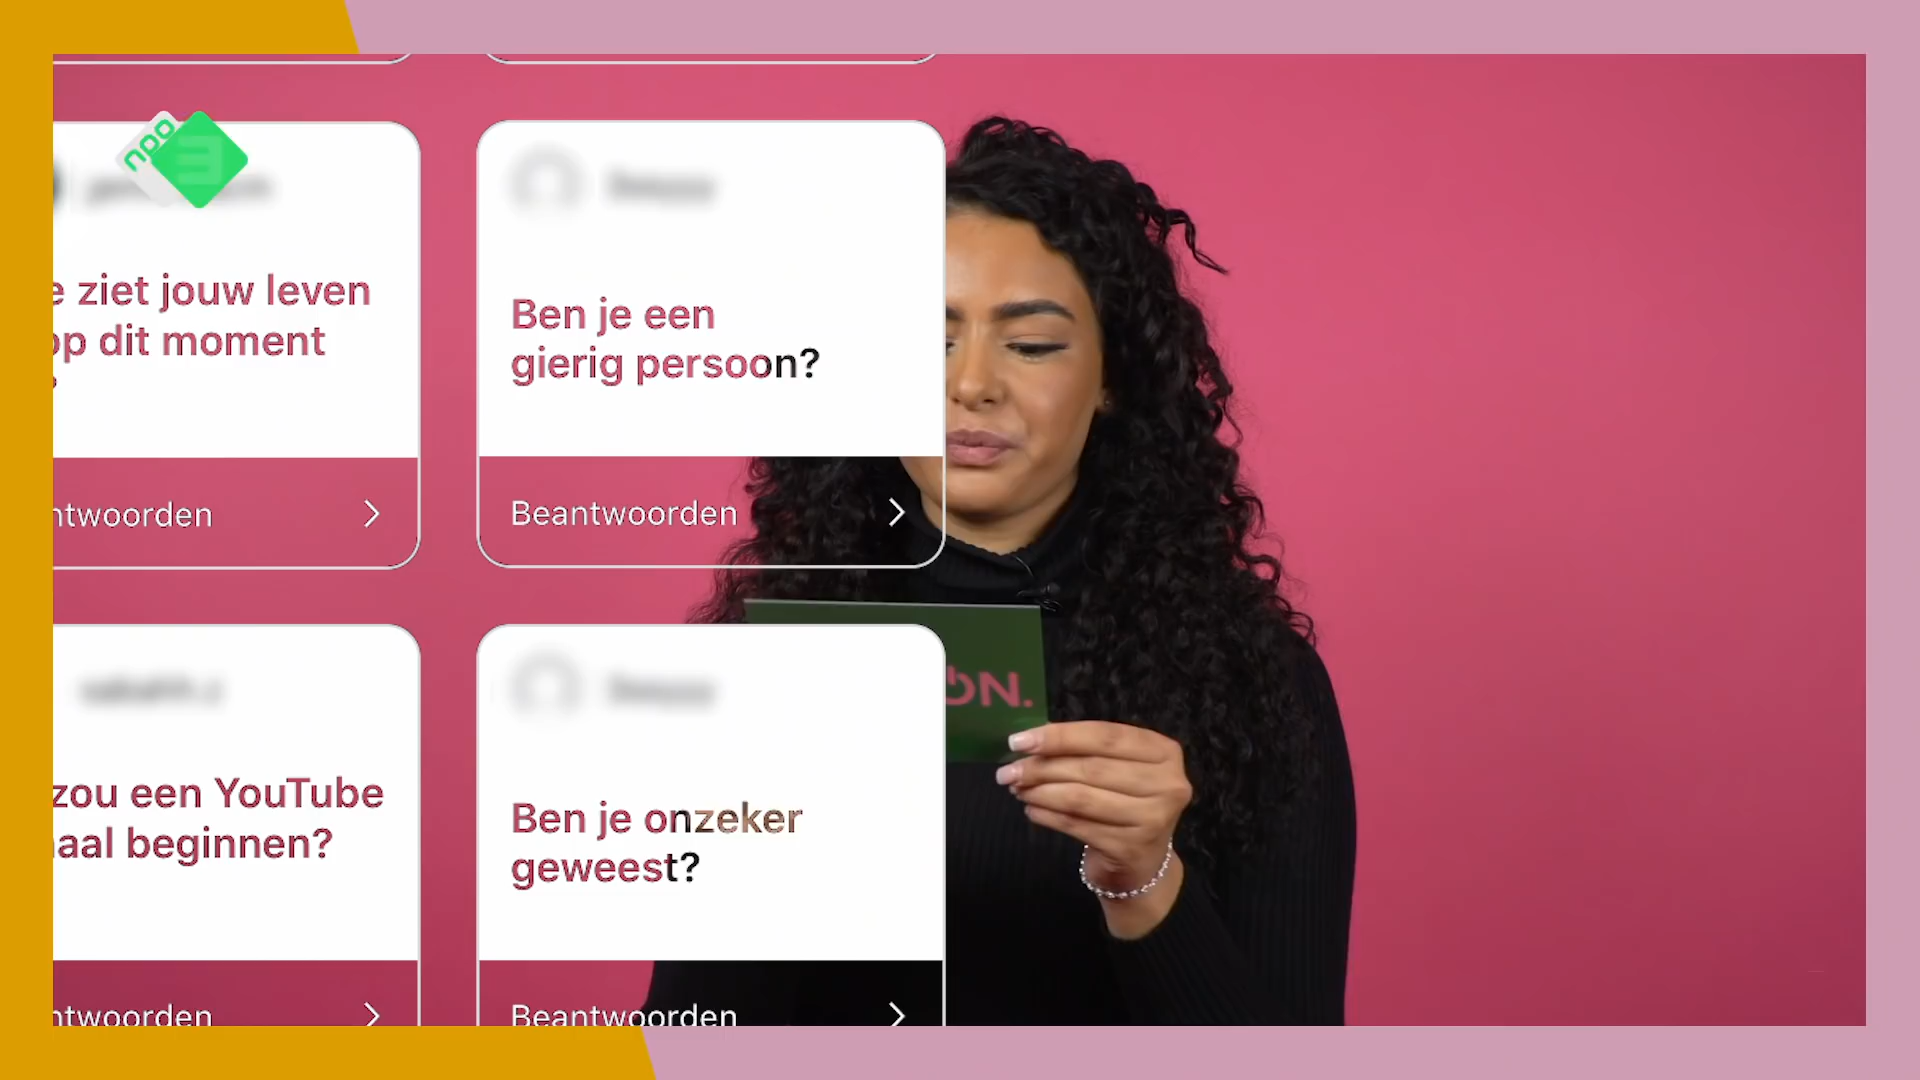 npo
3
e ziet jouw leven
op dit moment
?
Ben je een
gierig persoon?
ntwoorden
Beantwoorden
ON.
zou een YouTube
naal beginnen?
Ben je onzeker
geweest?
ntwoorden
Beantwoorden